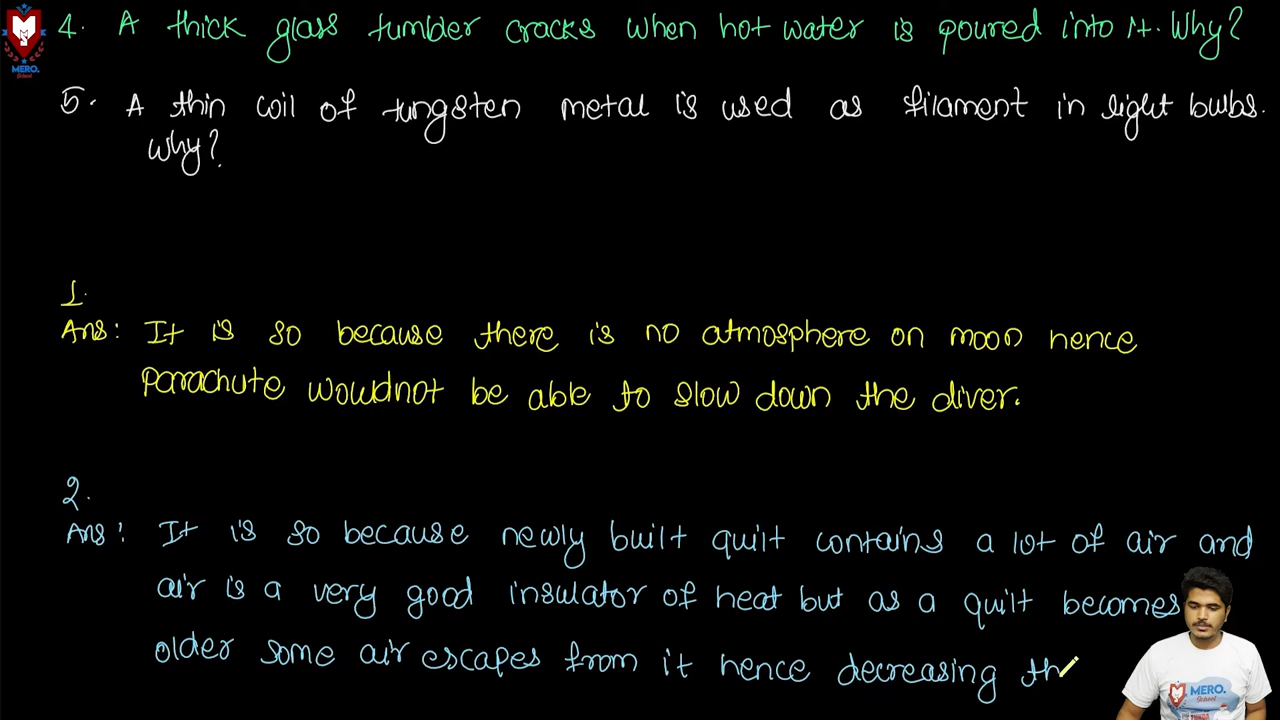 MERO.
School
4. A thick glass tumbler cracks when hot water is poured into it. Why?
5. A thin coil of tungsten metal is used as filament in light bulbs.
Why?
1.
Ans: It is so because there is no atmosphere on moon hence
parachute wouldnot be able to slow down the diver.
2.
Ans: It is so because newly built quilt contains a lot of air and
air is a very good insulator of heat but as a quilt becomes
older some air escapes from it hence decreasing th
MERO.
School